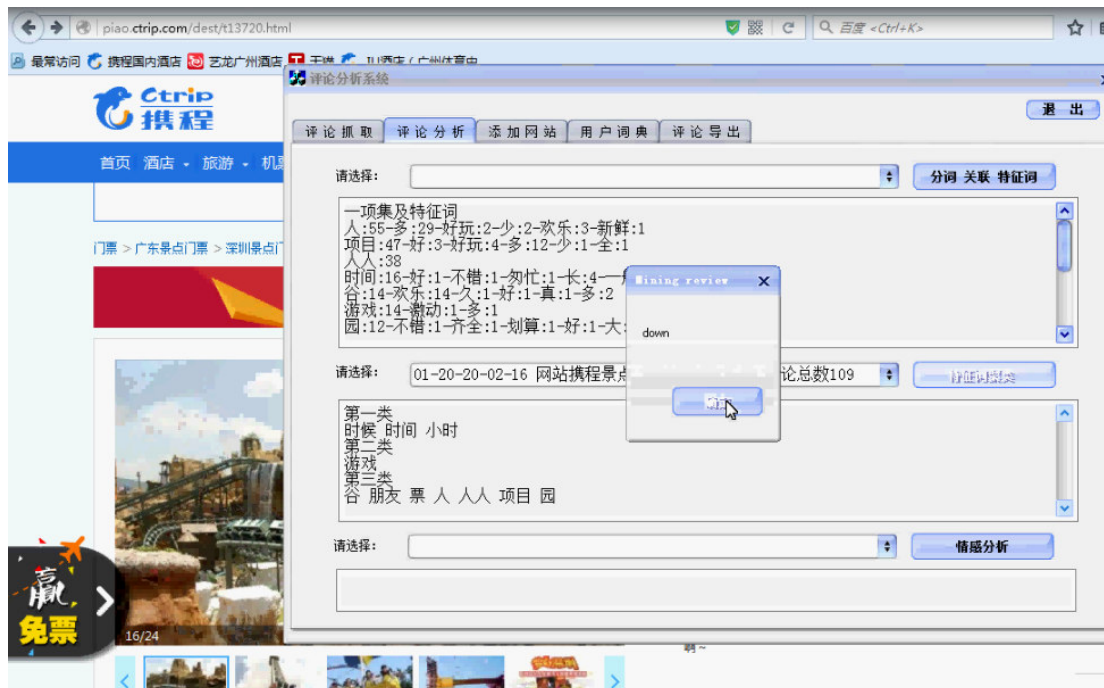 piao.ctrip.com/dest/t13720.html
百度 <Ctrl+K>
最常访问 携程国内酒店 艺龙广州酒店
评论分析系统
Ctrip
携程
退 出
评论抓取 评论分析 添加网站 用户词典 评论导出
首页 酒店 旅游
请选择:
分词 关联 特征词
一项集及特征词
人:55-多:29-好玩:2-少:2-欢乐:3-新鲜:1
项目:47-好:3-好玩:4-多:12-少:1-全:1
人人:38
时间:16-好:1-不错:1-匆忙:1-长:4-一
谷:14-欢乐:14-久:1-好:1-真:1-多:2
游戏:14-激动:1-多:1
园:12-不错:1-齐全:1-划算:1-好:1-大:
门票 > 广东景点门票 > 深圳景点门
Mining review
down
确定
请选择:
01-20-20-02-16 网站携程景点
论总数109
特征词聚类
第一类
时候 时间 小时
第二类
游戏
第三类
谷 朋友 票 人 人人 项目 园
请选择:
情感分析
赢
免票
16/24